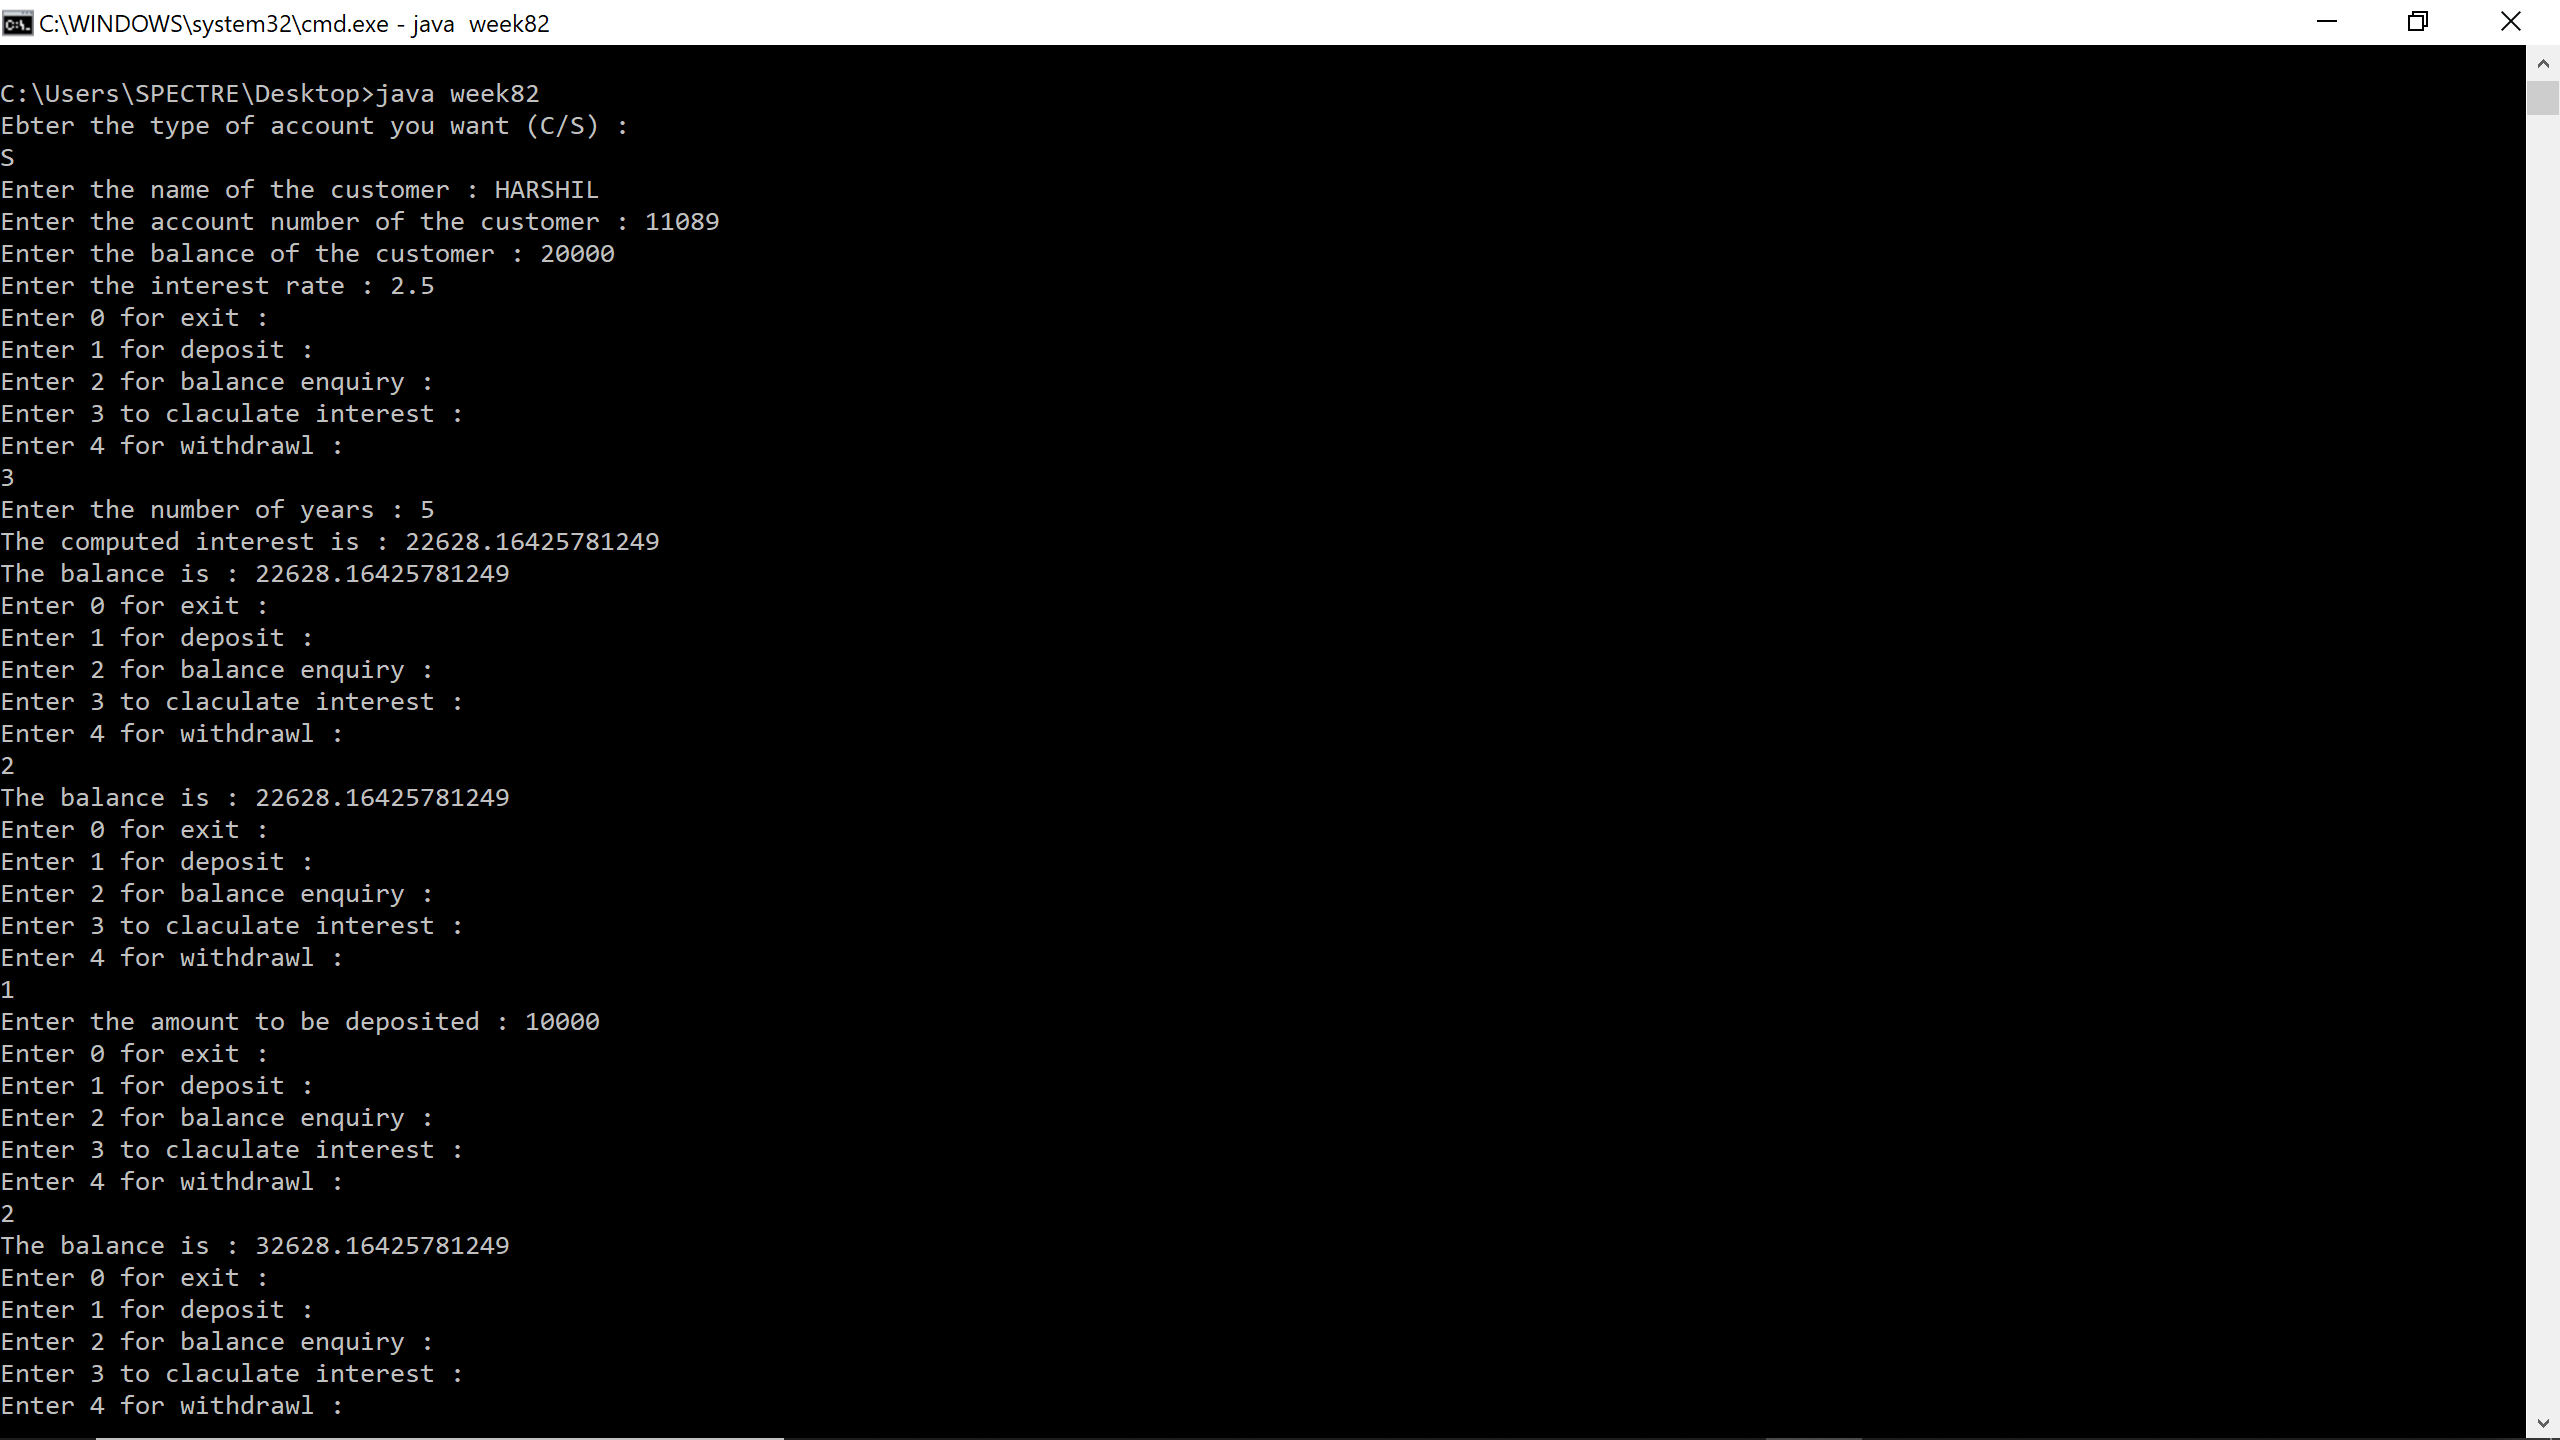 C:\WINDOWS\system32\cmd.exe - java  week82
C:\Users\SPECTRE\Desktop>java week82
Ebter the type of account you want (C/S) :
S
Enter the name of the customer : HARSHIL
Enter the account number of the customer : 11089
Enter the balance of the customer : 20000
Enter the interest rate : 2.5
Enter 0 for exit :
Enter 1 for deposit :
Enter 2 for balance enquiry :
Enter 3 to claculate interest :
Enter 4 for withdrawl :
3
Enter the number of years : 5
The computed interest is : 22628.16425781249
The balance is : 22628.16425781249
Enter 0 for exit :
Enter 1 for deposit :
Enter 2 for balance enquiry :
Enter 3 to claculate interest :
Enter 4 for withdrawl :
2
The balance is : 22628.16425781249
Enter 0 for exit :
Enter 1 for deposit :
Enter 2 for balance enquiry :
Enter 3 to claculate interest :
Enter 4 for withdrawl :
1
Enter the amount to be deposited : 10000
Enter 0 for exit :
Enter 1 for deposit :
Enter 2 for balance enquiry :
Enter 3 to claculate interest :
Enter 4 for withdrawl :
2
The balance is : 32628.16425781249
Enter 0 for exit :
Enter 1 for deposit :
Enter 2 for balance enquiry :
Enter 3 to claculate interest :
Enter 4 for withdrawl :